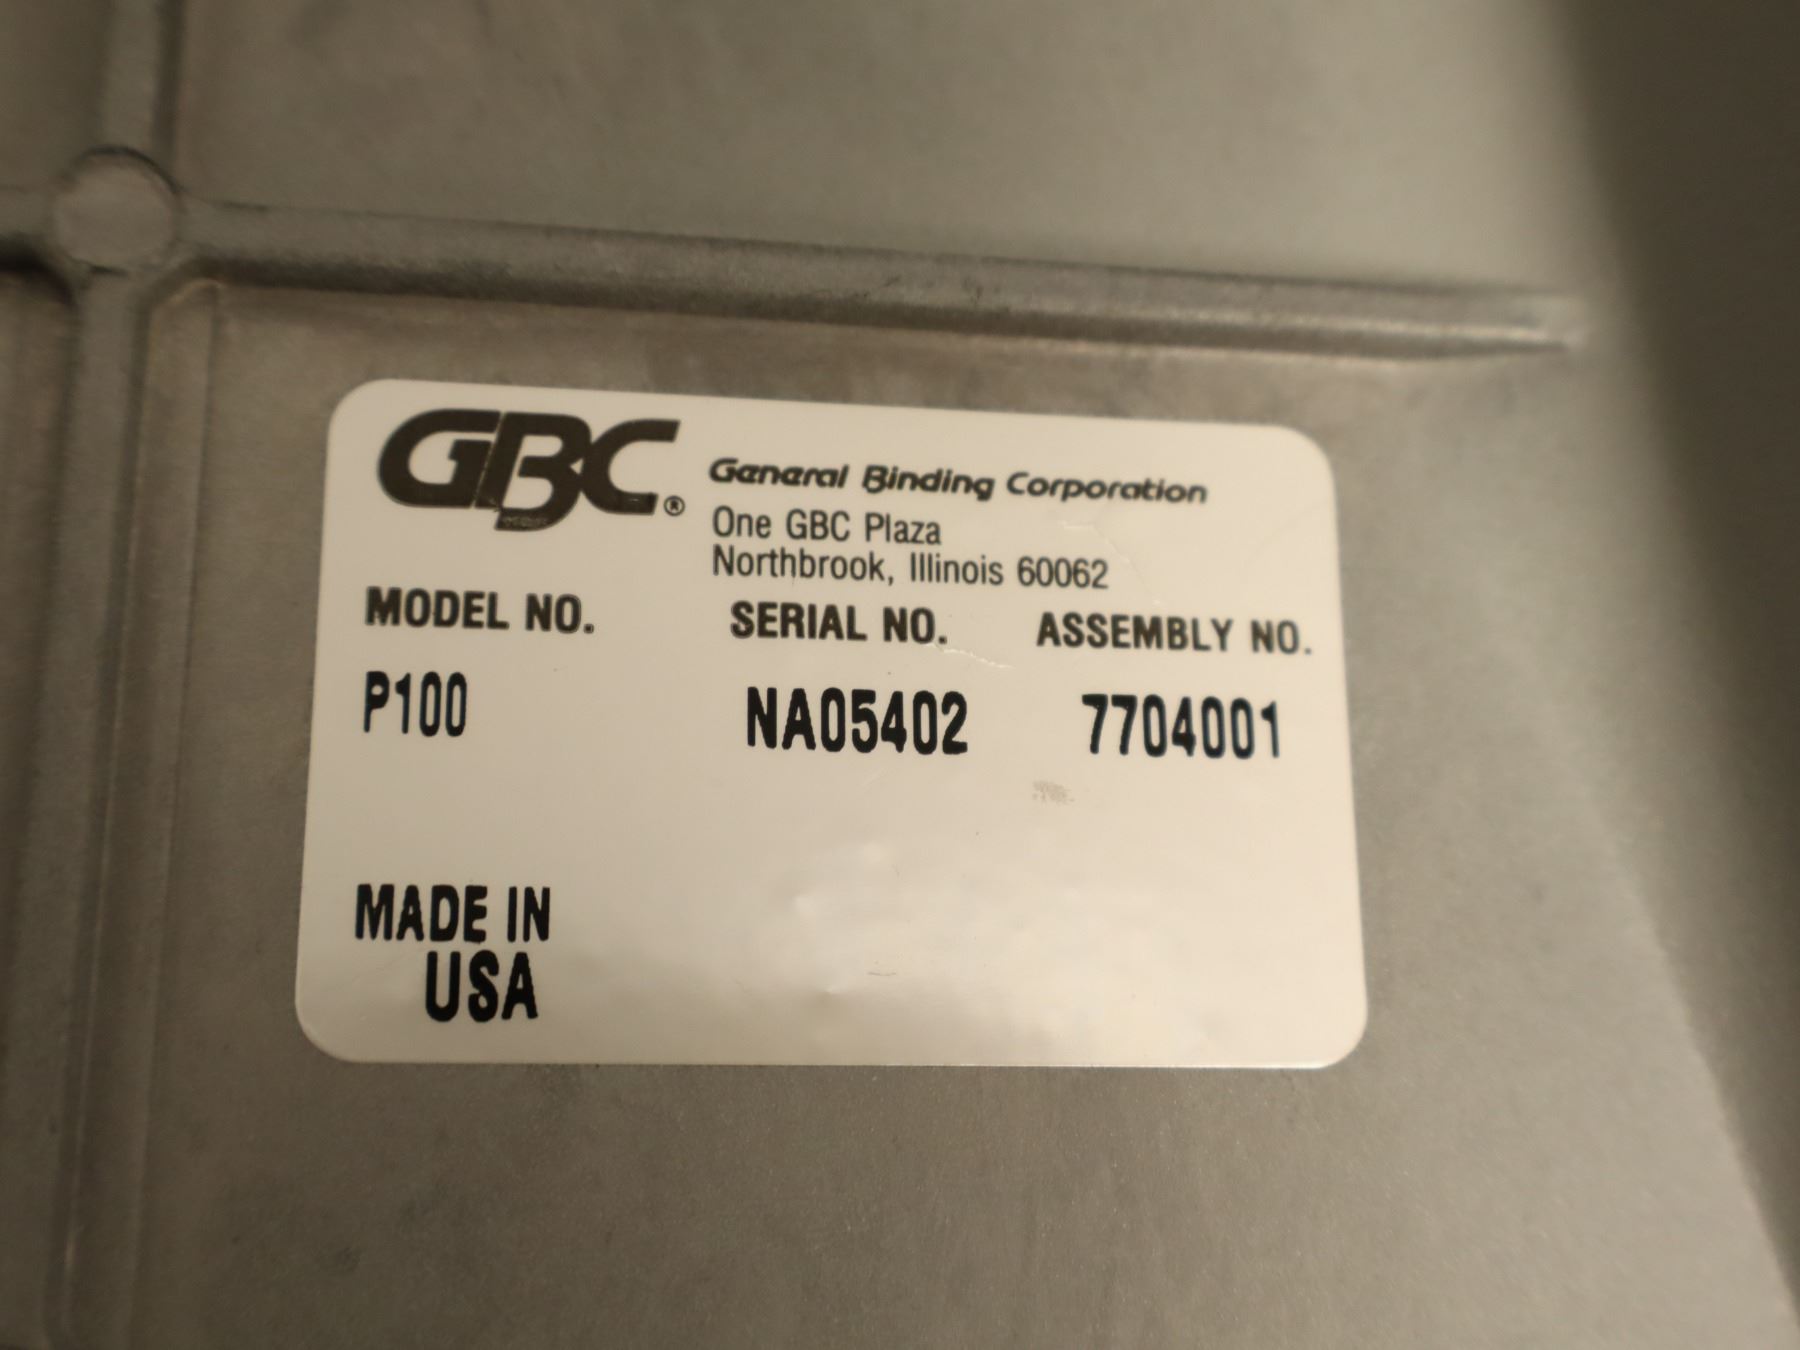 GBC®
General Binding Corporation
One GBC Plaza
Northbrook, Illinois 60062
MODEL NO. SERIAL NO. ASSEMBLY NO.
P100 NA05402 7704001
MADE IN
USA